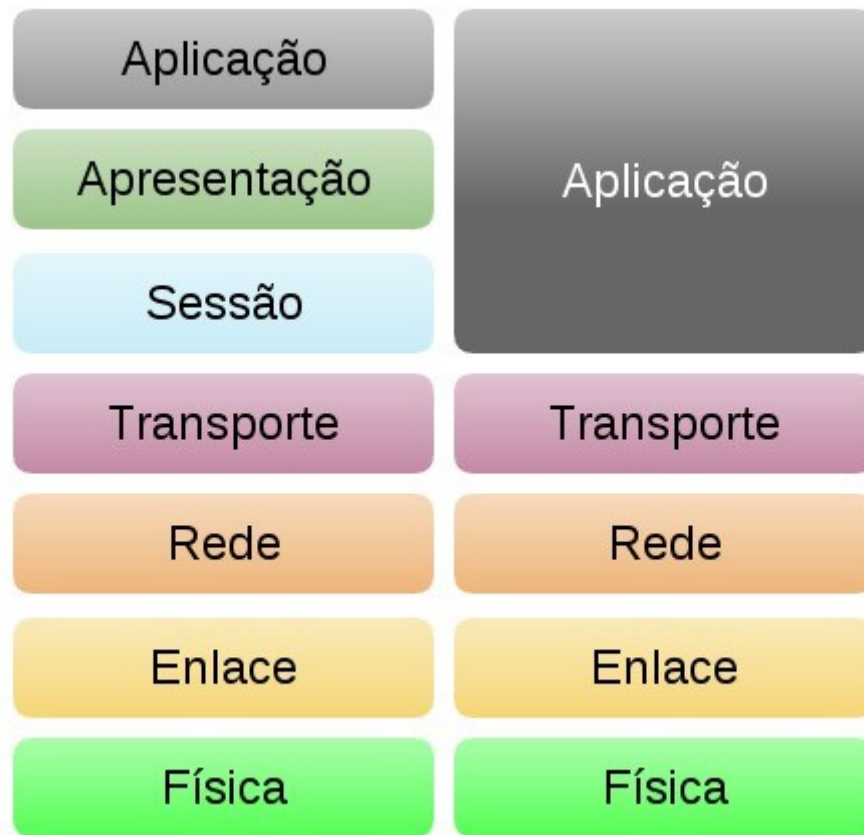 Aplicação
Apresentação
Sessão
Transporte
Rede
Enlace
Física
Aplicação
Transporte
Rede
Enlace
Física